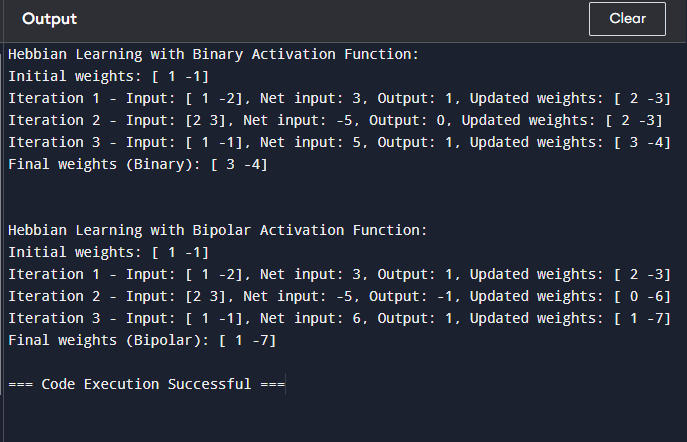 Output
Clear
Hebbian Learning with Binary Activation Function:
Initial weights: [ 1 -1]
Iteration 1 - Input: [ 1 -2], Net input: 3, Output: 1, Updated weights: [ 2 -3]
Iteration 2 - Input: [2 3], Net input: -5, Output: 0, Updated weights: [ 2 -3]
Iteration 3 - Input: [ 1 -1], Net input: 5, Output: 1, Updated weights: [ 3 -4]
Final weights (Binary): [ 3 -4]
Hebbian Learning with Bipolar Activation Function:
Initial weights: [ 1 -1]
Iteration 1 - Input: [ 1 -2], Net input: 3, Output: 1, Updated weights: [ 2 -3]
Iteration 2 - Input: [2 3], Net input: -5, Output: -1, Updated weights: [ 0 -6]
Iteration 3 - Input: [ 1 -1], Net input: 6, Output: 1, Updated weights: [ 1 -7]
Final weights (Bipolar): [ 1 -7]
=== Code Execution Successful ===